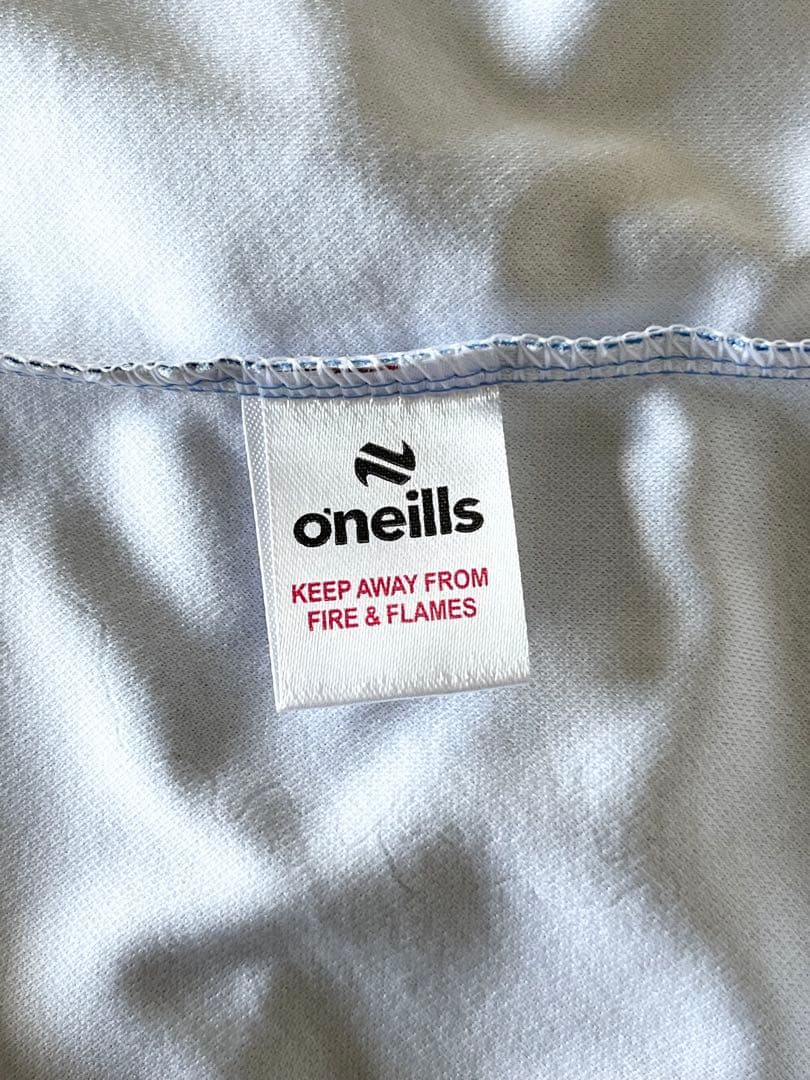 o'neills
KEEP AWAY FROM
FIRE & FLAMES